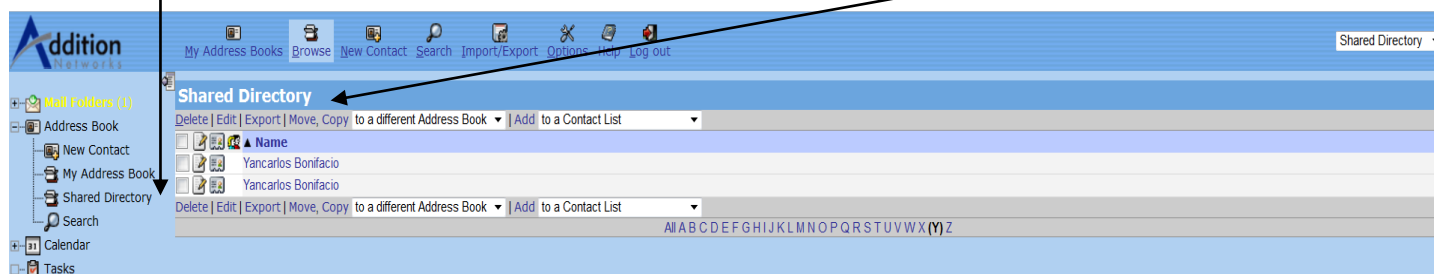 Addition
Networks
My Address Books Browse New Contact Search Import/Export Options Help Log out
Shared Directory
Mail Folders (1)
Address Book
New Contact
My Address Book
Shared Directory
Search
31 Calendar
Tasks
Shared Directory
Delete | Edit | Export | Move, Copy to a different Address Book | Add to a Contact List
Name
Yancarlos Bonifacio
Yancarlos Bonifacio
Delete | Edit | Export | Move, Copy to a different Address Book | Add to a Contact List
All A B C D E F G H I J K L M N O P Q R S T U V W X (Y) Z